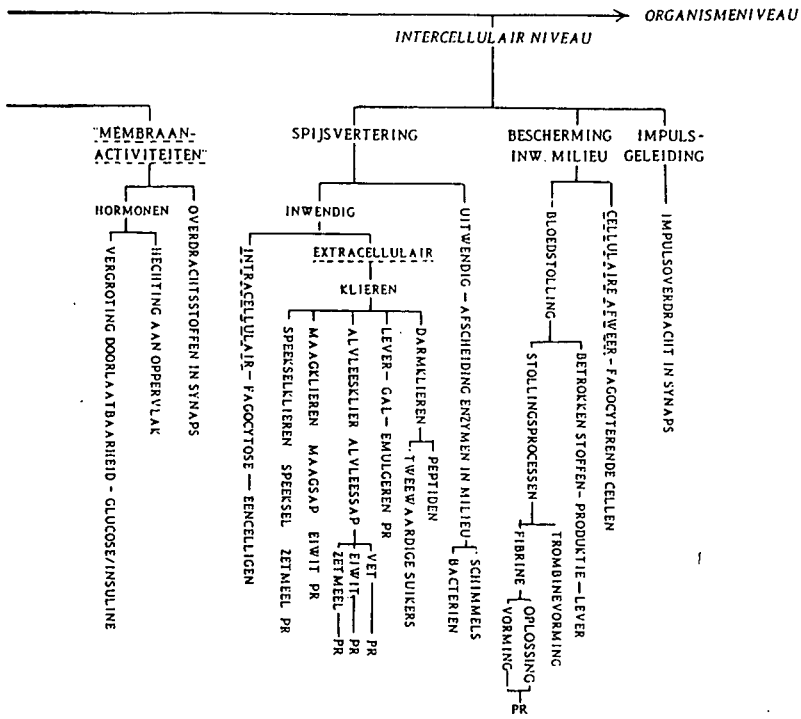 ORGANISMENIVEAU
INTERCELLULAIR NIVEAU
"MEMBRAAN-
ACTIVITEITEN"
HORMONEN
VERGROTING DOORLAATBAARHEID - GLUCOSE/INSULINE
HECHTING AAN OPPERVLAK
OVERDRACHTSSTOFFEN IN SYNAPS
SPIJSVERTERING
INWENDIG
INTRACELLULAIR - FAGOCYTOSE - EENCELLIGEN
EXTRACELLULAIR
KLIEREN
SPEEKSELKLIEREN SPEEKSEL ZETMEEL PR
MAAGKLIEREN MAAGSAP EIWIT PR
ALVLEESKLIER ALVLEESSAP
ZETMEEL - PR
EIWIT - PR
VET - PR
LEVER - GAL - EMULGEREN PR
DARMKLIEREN
TWEEWAARDIGE SUIKERS
PEPTIDEN
UITWENDIG - AFSCHEIDING ENZYMEN IN MILIEU
BACTERIEN
SCHIMMELS
BESCHERMING
INW. MILIEU
BLOEDSTOLLING
STOLLINGSPROCESSEN
FIBRINE
VORMING
OPLOSSING
PR
TROMBINEVORMING
BETROKKEN STOFFEN - PRODUKTIE - LEVER
CELLULAIRE AFWEER - FAGOCYTERENDE CELLEN
IMPULS-
GELEIDING
IMPULSOVERDRACHT IN SYNAPS